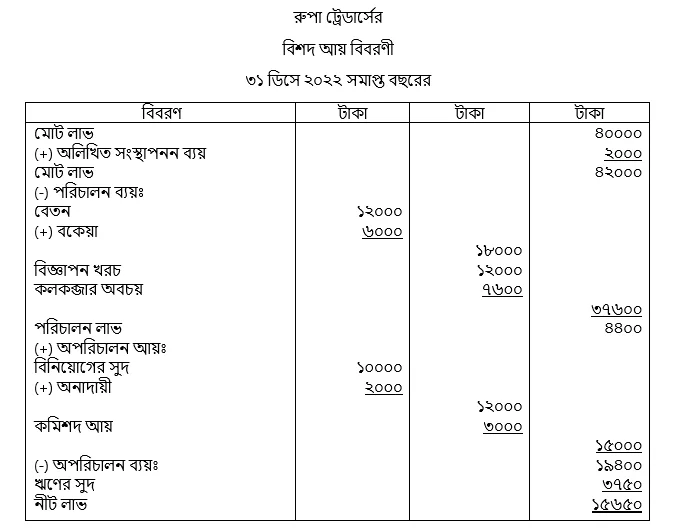 রুপা ট্রেডার্সের
বিশদ আয় বিবরণী
৩১ ডিসে ২০২২ সমাপ্ত বছরের
বিবরণ টাকা টাকা টাকা
মোট লাভ ৪০০০০
(+) অলিখিত সংস্থাপনন ব্যয় ২০০০
মোট লাভ ৪২০০০
(-) পরিচালন ব্যয়ঃ
বেতন ১২০০০
(+) বকেয়া ৬০০০
১৮০০০
বিজ্ঞাপন খরচ ১২০০০
কলকব্জার অবচয় ৭৬০০
৩৭৬০০
পরিচালন লাভ ৪৪০০
(+) অপরিচালন আয়ঃ
বিনিয়োগের সুদ ১০০০০
(+) অনাদায়ী ২০০০
১২০০০
কমিশদ আয় ৩০০০
১৫০০০
(-) অপরিচালন ব্যয়ঃ ১৯৪০০
ঋণের সুদ ৩৭৫০
নীট লাভ ১৫৬৫০